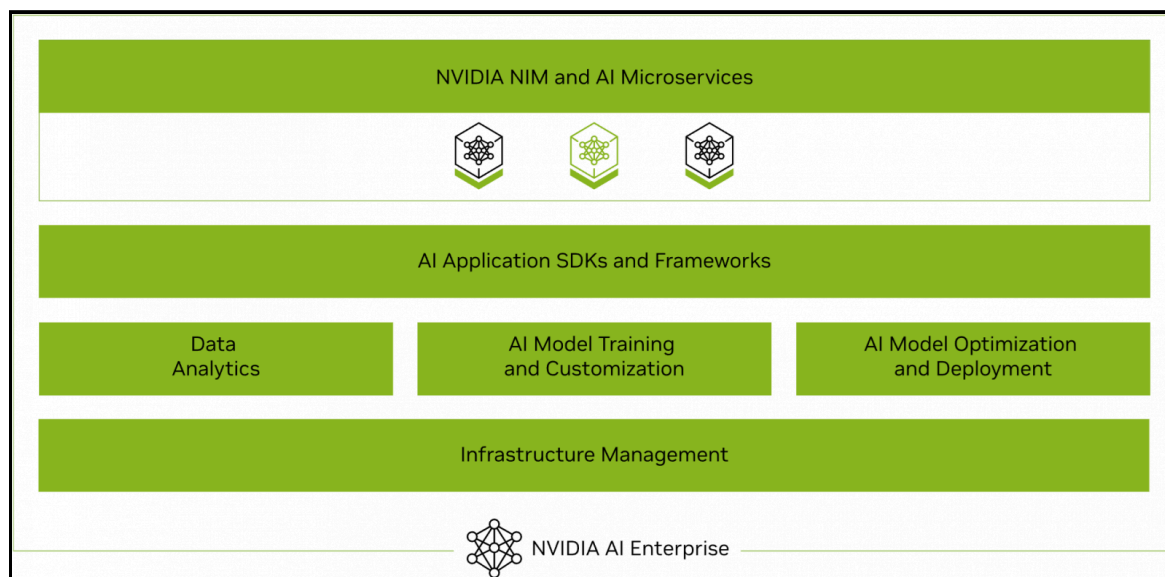 NVIDIA NIM and AI Microservices
AI Application SDKs and Frameworks
Data
Analytics
AI Model Training
and Customization
AI Model Optimization
and Deployment
Infrastructure Management
NVIDIA AI Enterprise